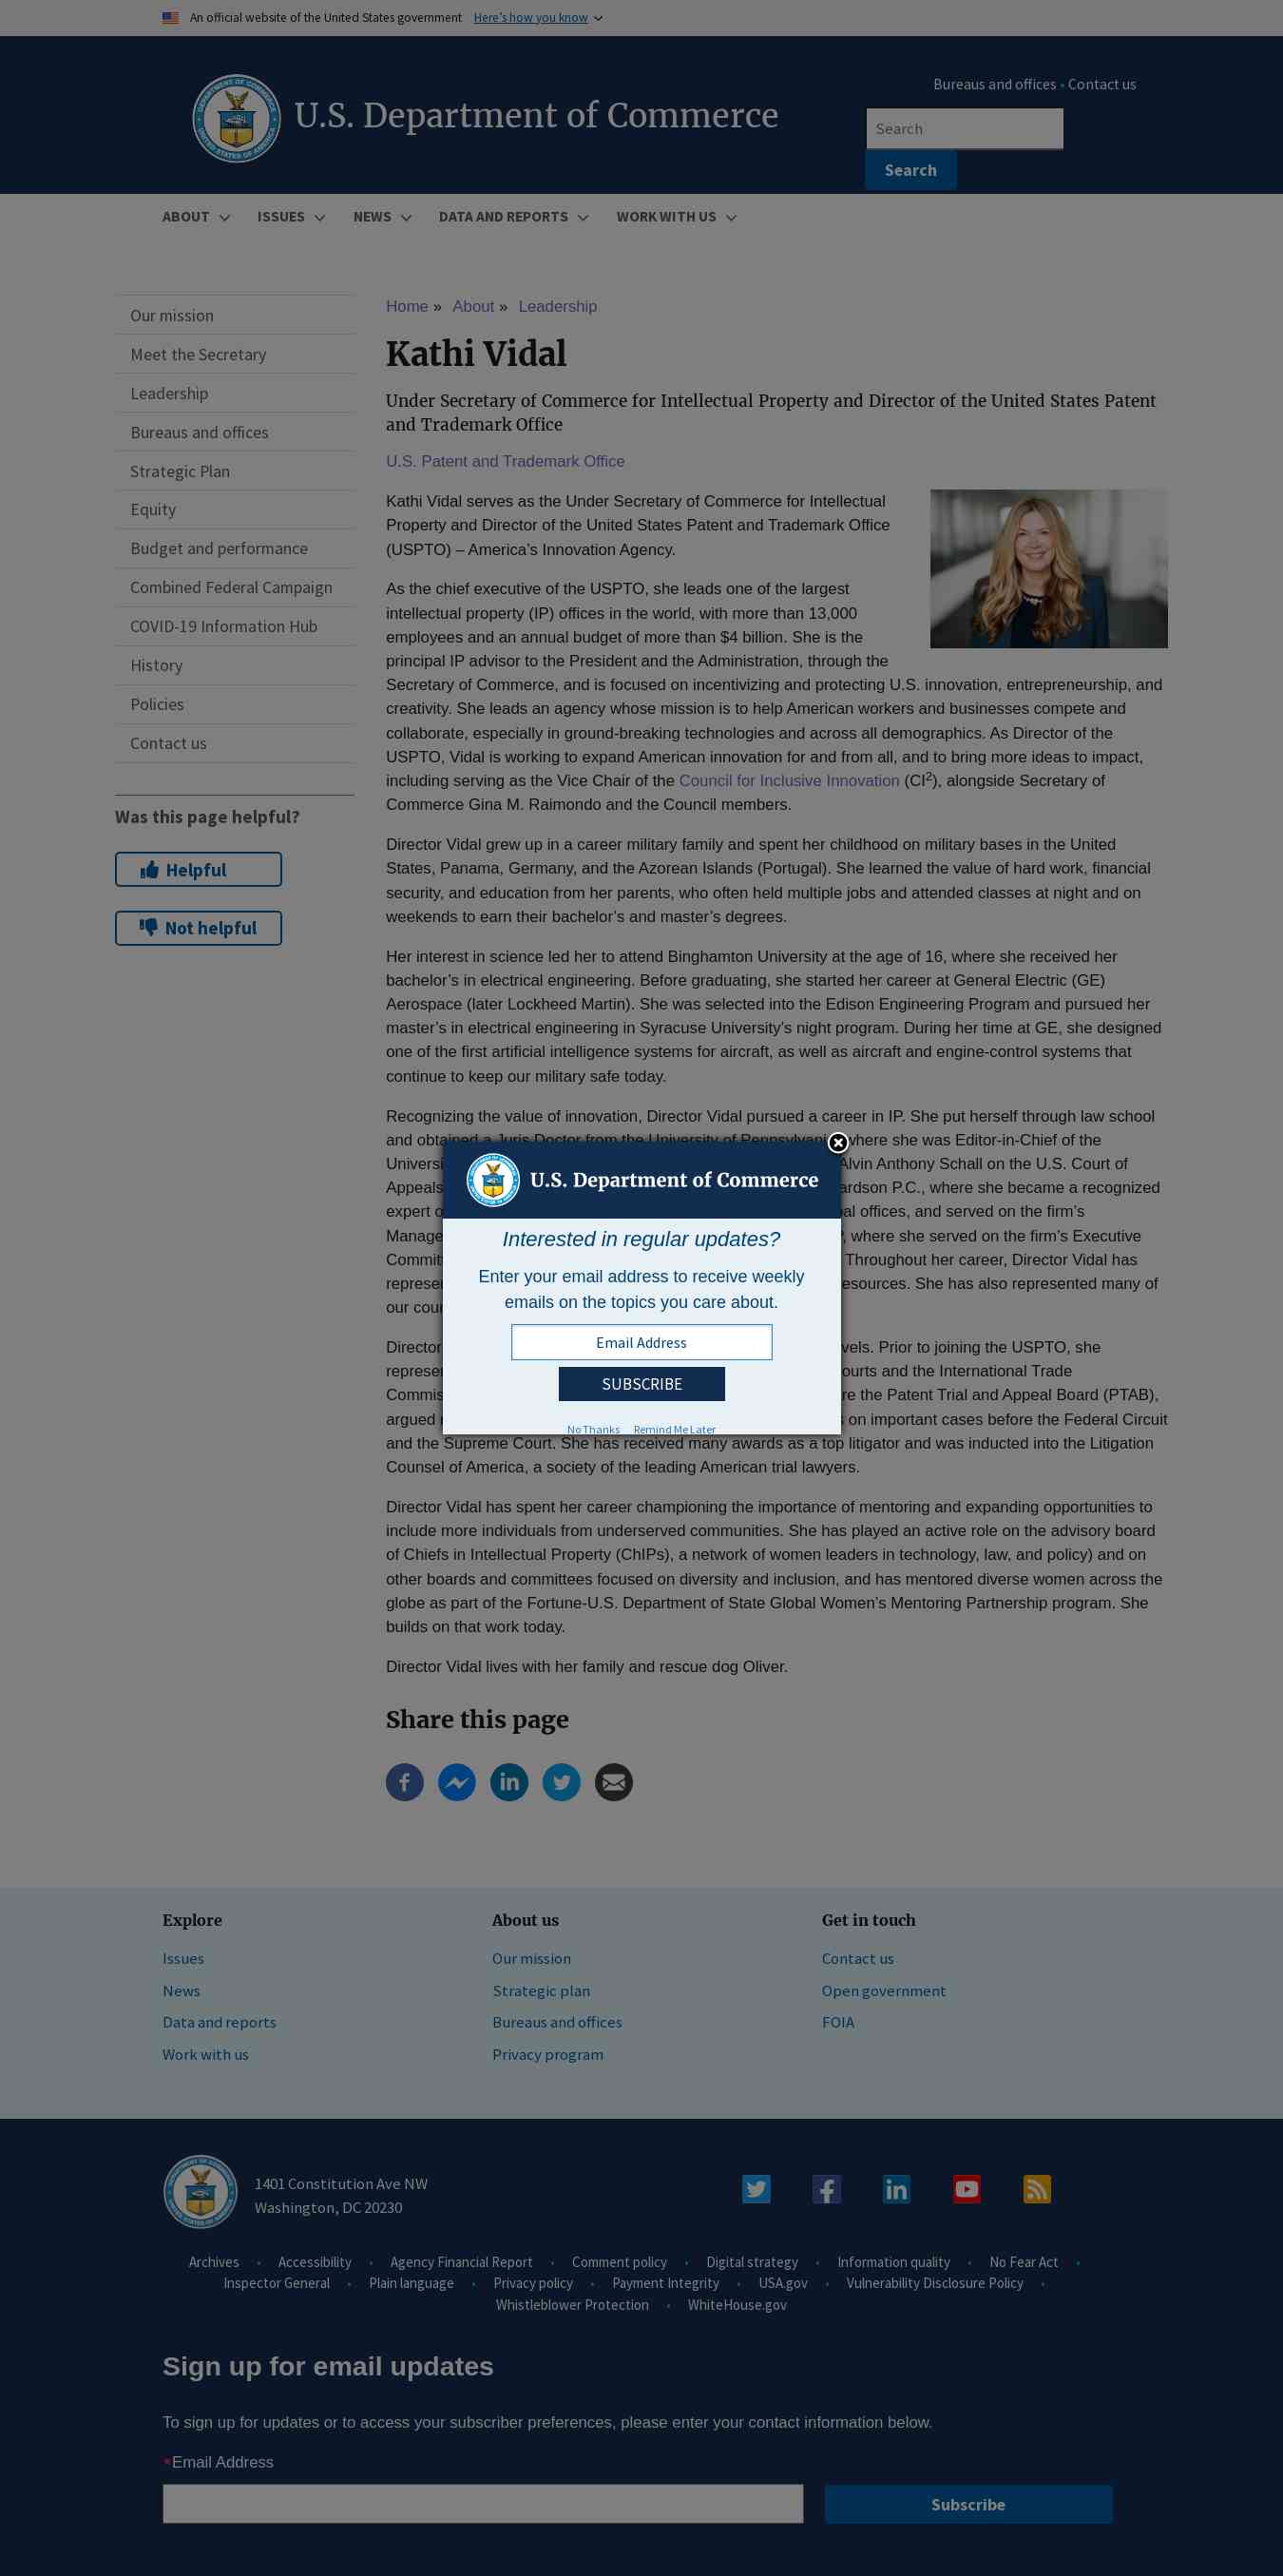 An official website of the United States government Here's how you know
U.S. Department of Commerce
Bureaus and offices • Contact us
Search
Search
ABOUT ISSUES NEWS DATA AND REPORTS WORK WITH US
Our mission
Meet the Secretary
Leadership
Bureaus and offices
Strategic Plan
Equity
Budget and performance
Combined Federal Campaign
COVID-19 Information Hub
History
Policies
Contact us
Was this page helpful?
Helpful
Not helpful
Home » About » Leadership
Kathi Vidal
Under Secretary of Commerce for Intellectual Property and Director of the United States Patent
and Trademark Office
U.S. Patent and Trademark Office
Kathi Vidal serves as the Under Secretary of Commerce for Intellectual
Property and Director of the United States Patent and Trademark Office
(USPTO) – America’s Innovation Agency.
As the chief executive of the USPTO, she leads one of the largest
intellectual property (IP) offices in the world, with more than 13,000
employees and an annual budget of more than $4 billion. She is the
principal IP advisor to the President and the Administration, through the
Secretary of Commerce, and is focused on incentivizing and protecting U.S. innovation, entrepreneurship, and
creativity. She leads an agency whose mission is to help American workers and businesses compete and
collaborate, especially in ground-breaking technologies and across all demographics. As Director of the
USPTO, Vidal is working to expand American innovation for and from all, and to bring more ideas to impact,
including serving as the Vice Chair of the Council for Inclusive Innovation (CI²), alongside Secretary of
Commerce Gina M. Raimondo and the Council members.
Director Vidal grew up in a career military family and spent her childhood on military bases in the United
States, Panama, Germany, and the Azorean Islands (Portugal). She learned the value of hard work, financial
security, and education from her parents, who often held multiple jobs and attended classes at night and on
weekends to earn their bachelor’s and master’s degrees.
Her interest in science led her to attend Binghamton University at the age of 16, where she received her
bachelor’s in electrical engineering. Before graduating, she started her career at General Electric (GE)
Aerospace (later Lockheed Martin). She was selected into the Edison Engineering Program and pursued her
master’s in electrical engineering in Syracuse University’s night program. During her time at GE, she designed
one of the first artificial intelligence systems for aircraft, as well as aircraft and engine-control systems that
continue to keep our military safe today.
Recognizing the value of innovation, Director Vidal pursued a career in IP. She put herself through law school
and obtained a Juris Doctor from the University of Pennsylvania where she was Editor-in-Chief of the
Universi Alvin Anthony Schall on the U.S. Court of
Appeals ardson P.C., where she became a recognized
expert o al offices, and served on the firm’s
Manage , where she served on the firm’s Executive
Committ Throughout her career, Director Vidal has
represen esources. She has also represented many of
our coun
Director vels. Prior to joining the USPTO, she
represen ourts and the International Trade
Commis re the Patent Trial and Appeal Board (PTAB),
argued s on important cases before the Federal Circuit
and the Supreme Court. She has received many awards as a top litigator and was inducted into the Litigation
Counsel of America, a society of the leading American trial lawyers.
U.S. Department of Commerce
Interested in regular updates?
Enter your email address to receive weekly
emails on the topics you care about.
Email Address
SUBSCRIBE
No Thanks Remind Me Later
Director Vidal has spent her career championing the importance of mentoring and expanding opportunities to
include more individuals from underserved communities. She has played an active role on the advisory board
of Chiefs in Intellectual Property (ChIPs), a network of women leaders in technology, law, and policy) and on
other boards and committees focused on diversity and inclusion, and has mentored diverse women across the
globe as part of the Fortune-U.S. Department of State Global Women’s Mentoring Partnership program. She
builds on that work today.
Director Vidal lives with her family and rescue dog Oliver.
Share this page
Explore
Issues
News
Data and reports
Work with us
About us
Our mission
Strategic plan
Bureaus and offices
Privacy program
Get in touch
Contact us
Open government
FOIA
1401 Constitution Ave NW
Washington, DC 20230
Archives • Accessibility • Agency Financial Report • Comment policy • Digital strategy • Information quality • No Fear Act •
Inspector General • Plain language • Privacy policy • Payment Integrity • USA.gov • Vulnerability Disclosure Policy •
Whistleblower Protection • WhiteHouse.gov
Sign up for email updates
To sign up for updates or to access your subscriber preferences, please enter your contact information below.
*Email Address
Subscribe